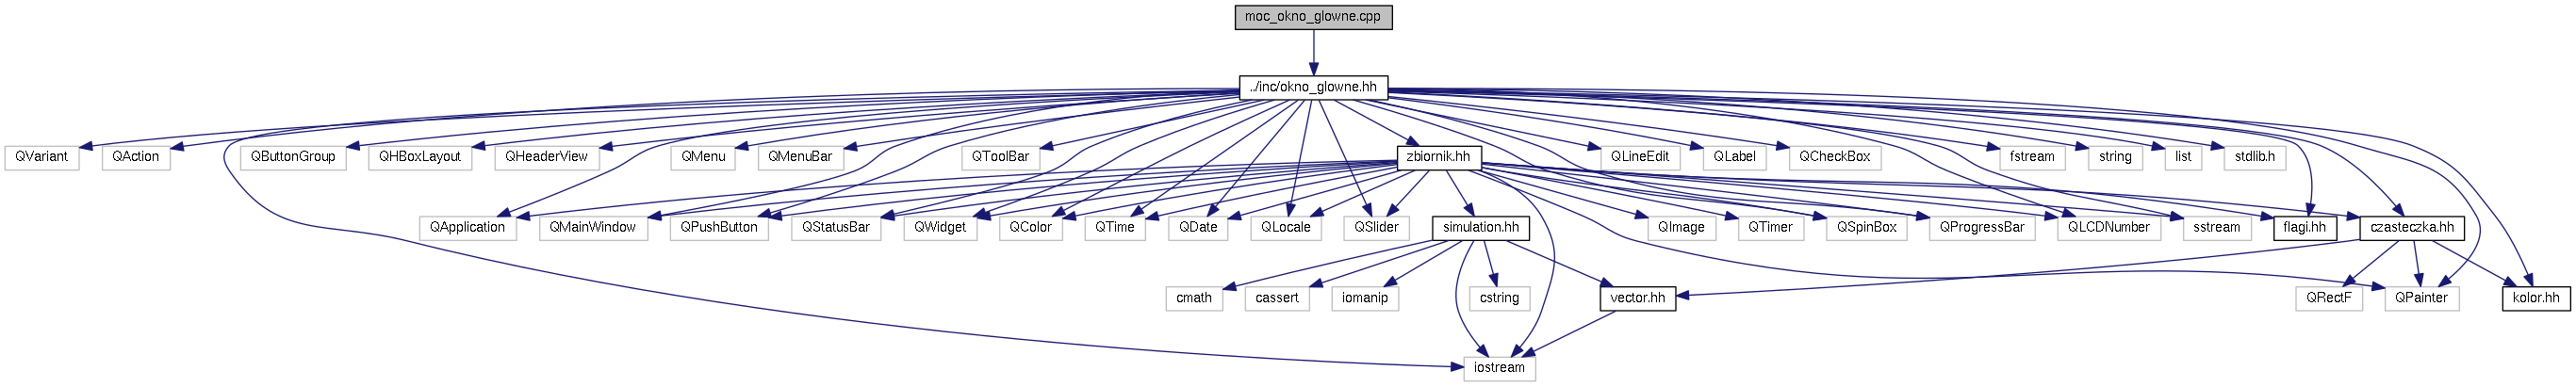 moc_okno_glowne.cpp
../inc/okno_glowne.hh
QVariant
QAction
QButtonGroup
QHBoxLayout
QHeaderView
QMenu
QMenuBar
QToolBar
zbiornik.hh
QLineEdit
QLabel
QCheckBox
fstream
string
list
stdlib.h
QApplication
QMainWindow
QPushButton
QStatusBar
QWidget
QColor
QTime
QDate
QLocale
QSlider
simulation.hh
QImage
QTimer
QSpinBox
QProgressBar
QLCDNumber
sstream
flagi.hh
czasteczka.hh
cmath
cassert
iomanip
cstring
vector.hh
QRectF
QPainter
kolor.hh
iostream